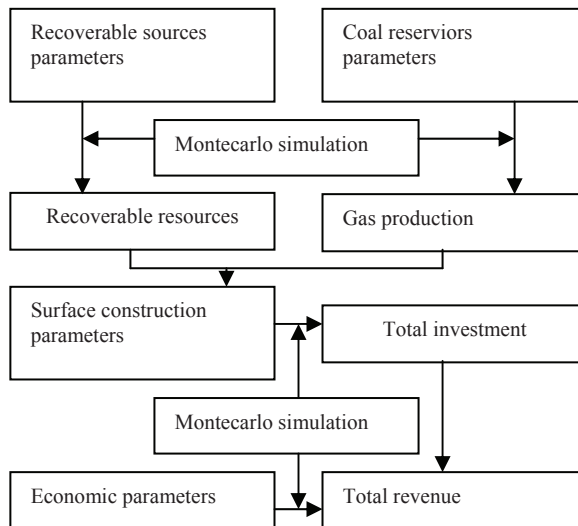 Recoverable sources
parameters
Coal reserviors
parameters
Montecarlo simulation
Recoverable resources
Gas production
Surface construction
parameters
Total investment
Montecarlo simulation
Economic parameters
Total revenue